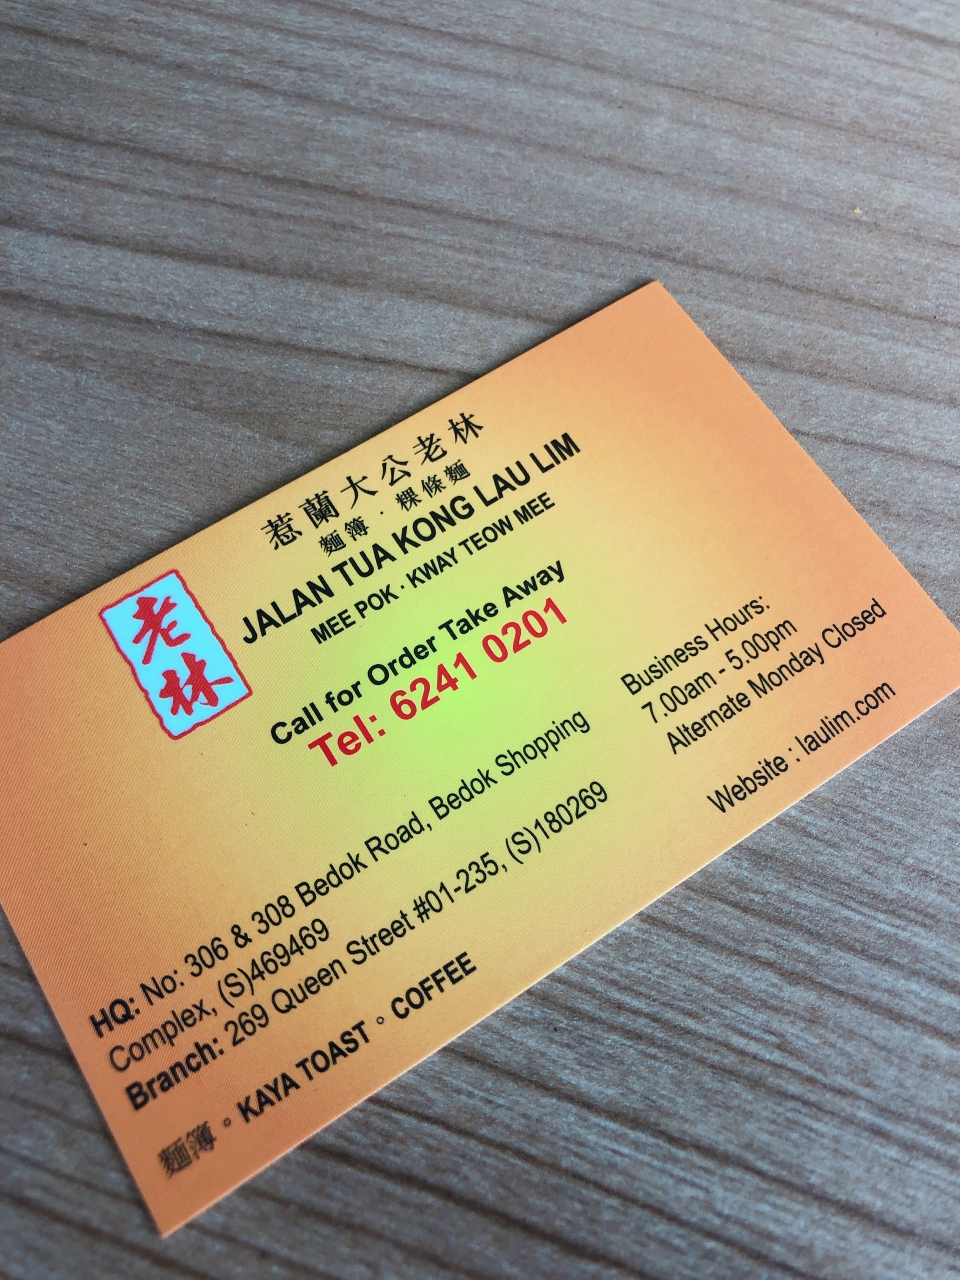 惹蘭大公老林
麵簿·粿條麵
JALAN TUA KONG LAU LIM
MEE POK · KWAY TEOW MEE
老林
Call for Order Take Away
Tel: 6241 0201
Business Hours:
7.00am - 5.00pm
Alternate Monday Closed
Website : laulim.com
HQ: No: 306 & 308 Bedok Road, Bedok Shopping
Complex, (S)469469
Branch: 269 Queen Street #01-235, (S)180269
麵簿。KAYA TOAST。COFFEE